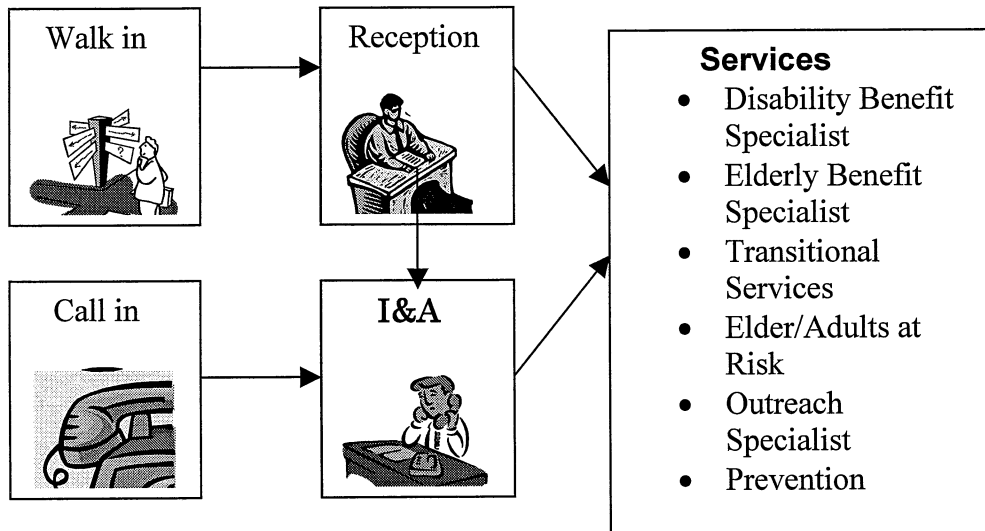 Walk in
Reception
Call in
I&A
Services
• Disability Benefit
Specialist
• Elderly Benefit
Specialist
• Transitional
Services
• Elder/Adults at
Risk
• Outreach
Specialist
• Prevention